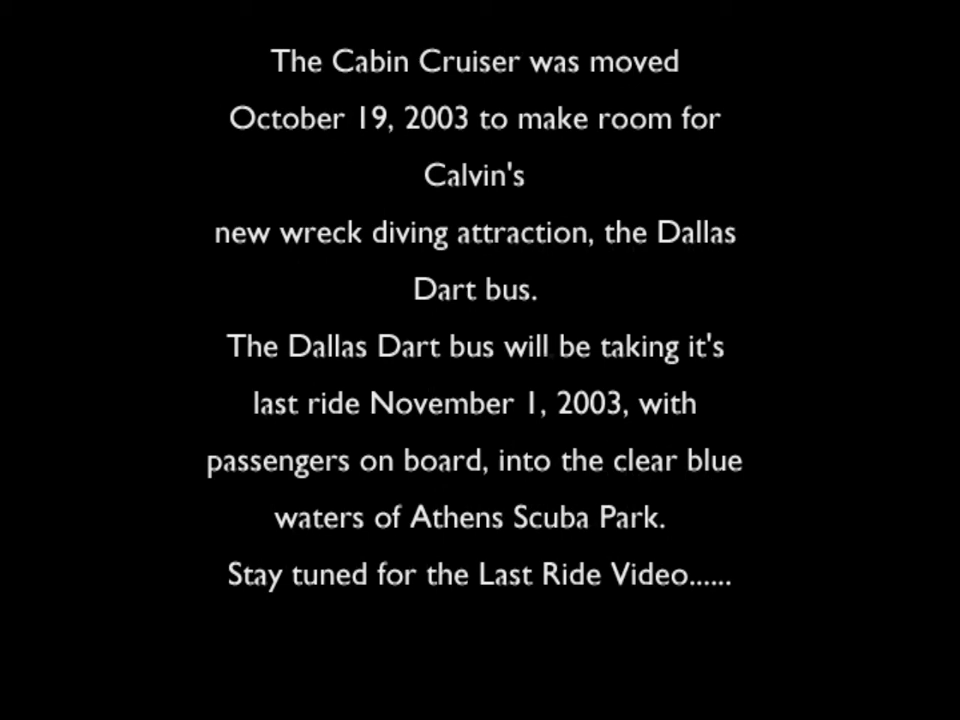 The Cabin Cruiser was moved
October 19, 2003 to make room for
Calvin's
new wreck diving attraction, the Dallas
Dart bus.
The Dallas Dart bus will be taking it's
last ride November 1, 2003, with
passengers on board, into the clear blue
waters of Athens Scuba Park.
Stay tuned for the Last Ride Video......